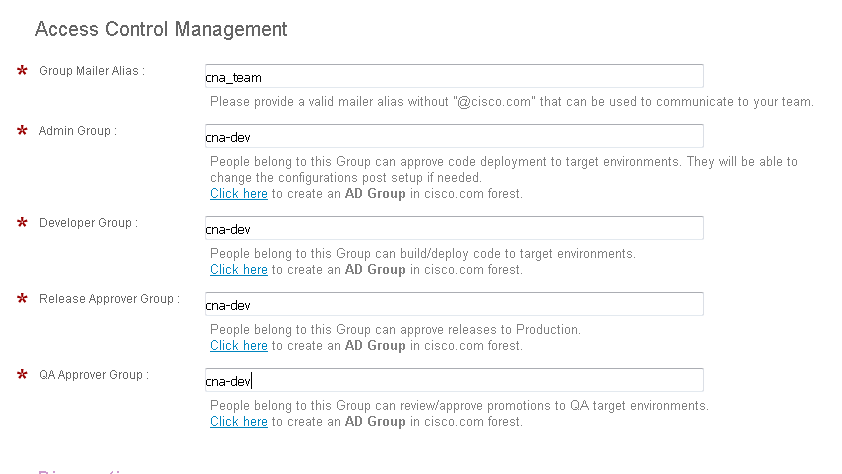 Access Control Management
* Group Mailer Alias :
cna_team
Please provide a valid mailer alias without "@cisco.com" that can be used to communicate to your team.
* Admin Group :
cna-dev
People belong to this Group can approve code deployment to target environments. They will be able to
change the configurations post setup if needed.
Click here to create an AD Group in cisco.com forest.
* Developer Group :
cna-dev
People belong to this Group can build/deploy code to target environments.
Click here to create an AD Group in cisco.com forest.
* Release Approver Group :
cna-dev
People belong to this Group can approve releases to Production.
Click here to create an AD Group in cisco.com forest.
* QA Approver Group :
cna-dev
People belong to this Group can review/approve promotions to QA target environments.
Click here to create an AD Group in cisco.com forest.